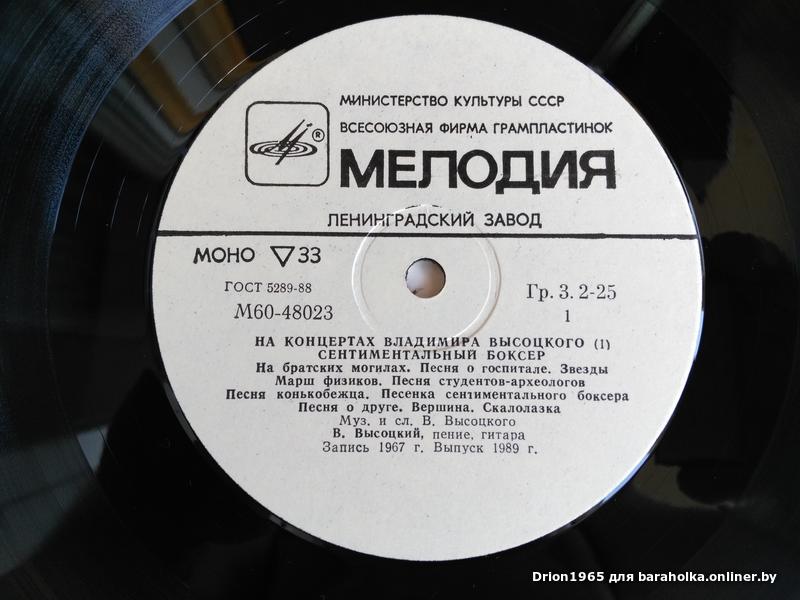 МИНИСТЕРСТВО КУЛЬТУРЫ СССР
ВСЕСОЮЗНАЯ ФИРМА ГРАМПЛАСТИНОК
®
МЕЛОДИЯ
ЛЕНИНГРАДСКИЙ ЗАВОД
МОНО ▽ 33
ГОСТ 5289-88
М60-48023
Гр. 3. 2-25
1
НА КОНЦЕРТАХ ВЛАДИМИРА ВЫСОЦКОГО (1)
СЕНТИМЕНТАЛЬНЫЙ БОКСЕР
На братских могилах. Песня о госпитале. Звезды
Марш физиков. Песня студентов-археологов
Песня конькобежца. Песенка сентиментального боксера
Песня о друге. Вершина. Скалолазка
Муз. и сл. В. Высоцкого
В. Высоцкий, пение, гитара
Запись 1967 г. Выпуск 1989 г.
Drion1965 для baraholka.onliner.by